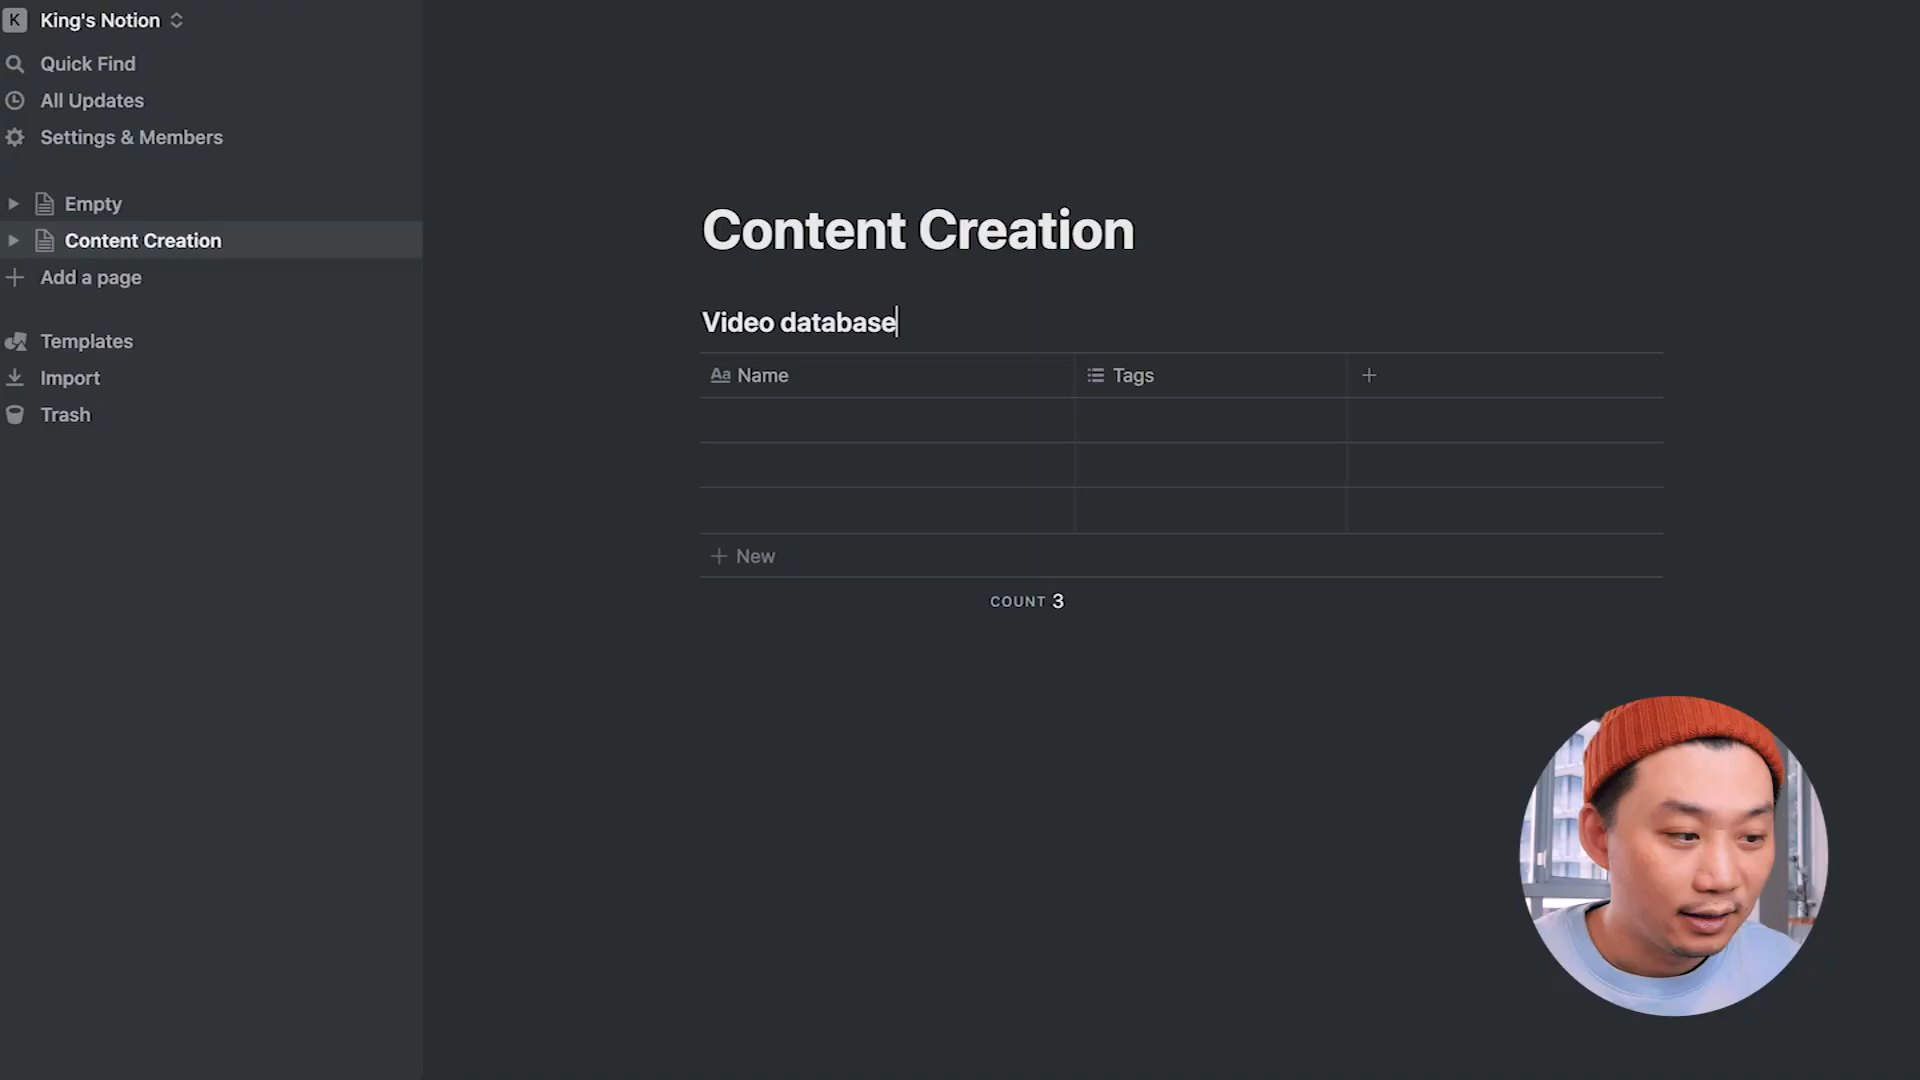 K King's Notion
Quick Find
All Updates
Settings & Members
Empty
Content Creation
Add a page
Templates
Import
Trash
Content Creation
Video database
Aa Name Tags
New
COUNT 3